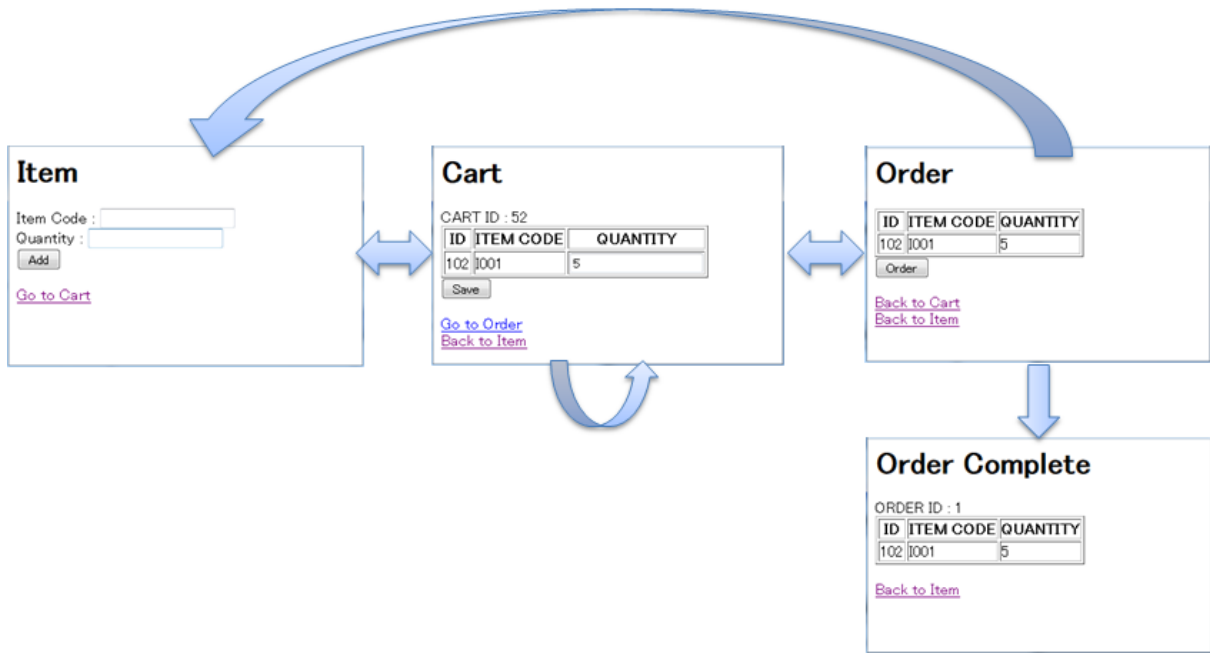 Item
Item Code :
Quantity :
Add
Go to Cart
Cart
CART ID : 52
ID ITEM CODE QUANTITY
102 I001 5
Save
Go to Order
Back to Item
Order
ID ITEM CODE QUANTITY
102 I001 5
Order
Back to Cart
Back to Item
Order Complete
ORDER ID : 1
ID ITEM CODE QUANTITY
102 I001 5
Back to Item